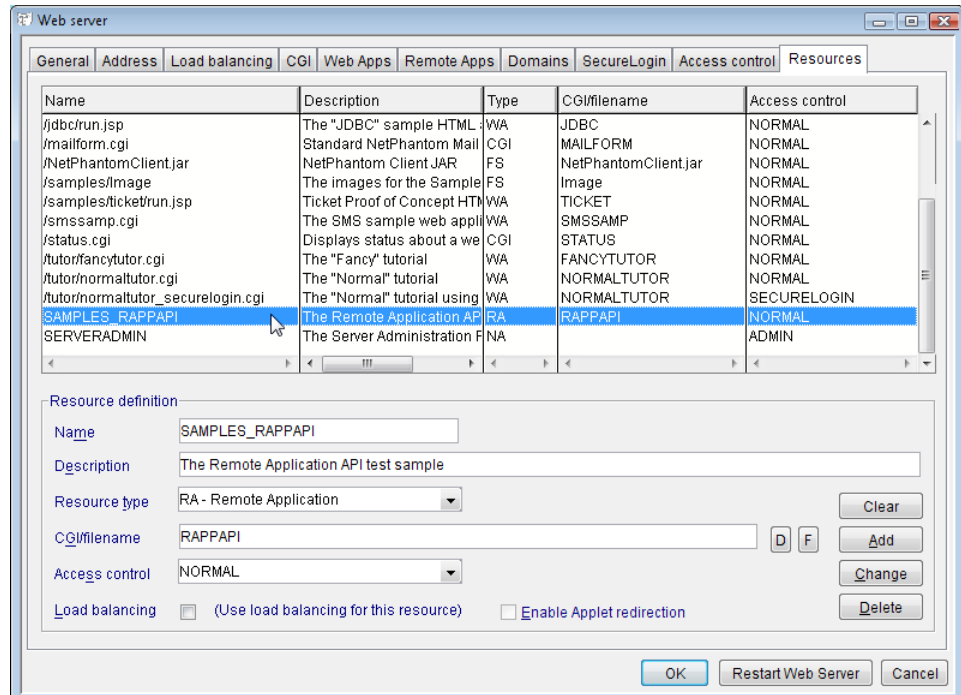 Web server
General Address Load balancing CGI Web Apps Remote Apps Domains SecureLogin Access control Resources
Name Description Type CGI/filename Access control
/jdbc/run.jsp The "JDBC" sample HTML WA JDBC NORMAL
/mailform.cgi Standard NetPhantom Mail CGI MAILFORM NORMAL
/NetPhantomClient.jar NetPhantom Client JAR FS NetPhantomClient.jar NORMAL
/samples/Image The images for the Sample FS Image NORMAL
/samples/ticket/run.jsp Ticket Proof of Concept HTM WA TICKET NORMAL
/smssamp.cgi The SMS sample web appli WA SMSSAMP NORMAL
/status.cgi Displays status about a we CGI STATUS NORMAL
/tutor/fancytutor.cgi The "Fancy" tutorial WA FANCYTUTOR NORMAL
/tutor/normaltutor.cgi The "Normal" tutorial WA NORMALTUTOR NORMAL
/tutor/normaltutor_securelogin.cgi The "Normal" tutorial using WA NORMALTUTOR SECURELOGIN
SAMPLES_RAPPAPI The Remote Application AP RA RAPPAPI NORMAL
SERVERADMIN The Server Administration F NA ADMIN
Resource definition
Name SAMPLES_RAPPAPI
Description The Remote Application API test sample
Resource type RA - Remote Application Clear
CGI/filename RAPPAPI D F Add
Access control NORMAL Change
Load balancing (Use load balancing for this resource) Enable Applet redirection Delete
OK Restart Web Server Cancel